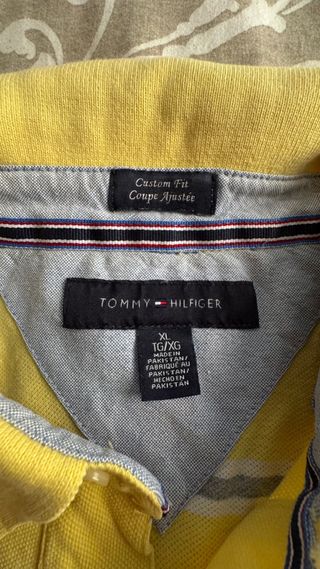 Custom Fit
Coupe Ajustée
TOMMY HILFIGER
XL
TG/XG
MADE IN
PAKISTAN/
FABRIQUÉ AU
PAKISTAN/
HECHO EN
PAKISTAN